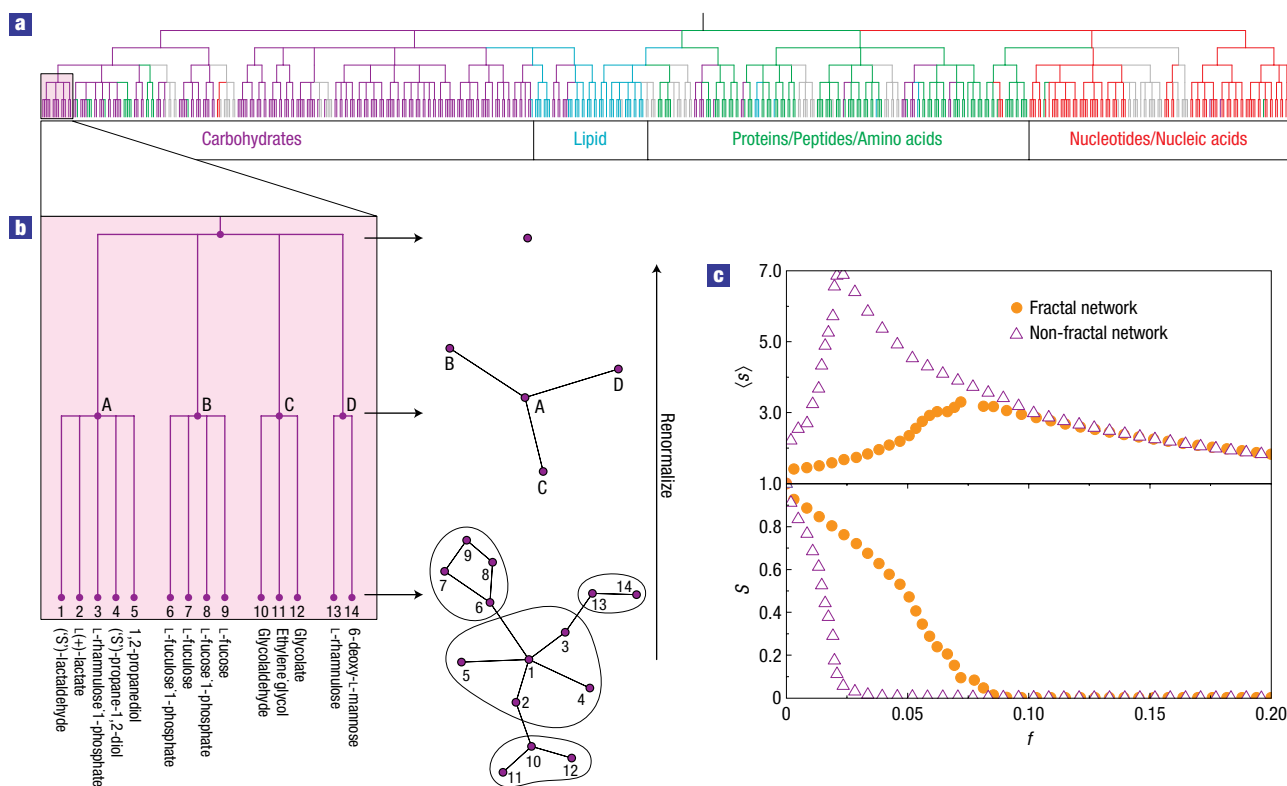 a
Carbohydrates
Lipid
Proteins/Peptides/Amino acids
Nucleotides/Nucleic acids
b
A
B
C
D
1
2
3
4
5
6
7
8
9
10
11
12
13
14
('S')-lactaldehyde
L(+)-lactate
L-rhamnulose'1-phosphate
('S')-propane-1,2-diol
1,2-propanediol
L-fuculose'1-phosphate
L-fuculose
L-fucose'1-phosphate
L-fucose
Glycolaldehyde
Ethylene'glycol
Glycolate
L-rhamnulose
6-deoxy-L-mannose
B
D
A
C
9
8
7
6
14
13
3
1
5
4
2
10
11
12
Renormalize
c
7.0
5.0
3.0
1.0
⟨s⟩
Fractal network
Non-fractal network
0.8
0.6
0.4
0.2
0
S
0
0.05
0.10
0.15
0.20
f